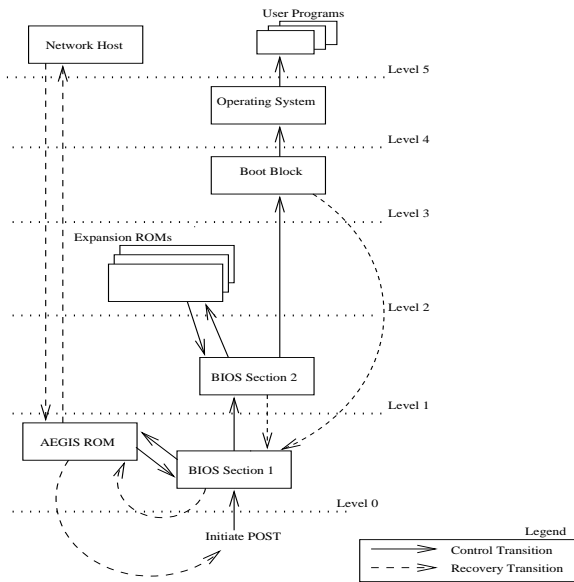 User Programs
Network Host
Level 5
Operating System
Level 4
Boot Block
Level 3
Expansion ROMs
Level 2
BIOS Section 2
Level 1
AEGIS ROM
BIOS Section 1
Level 0
Initiate POST
Legend
Control Transition
Recovery Transition